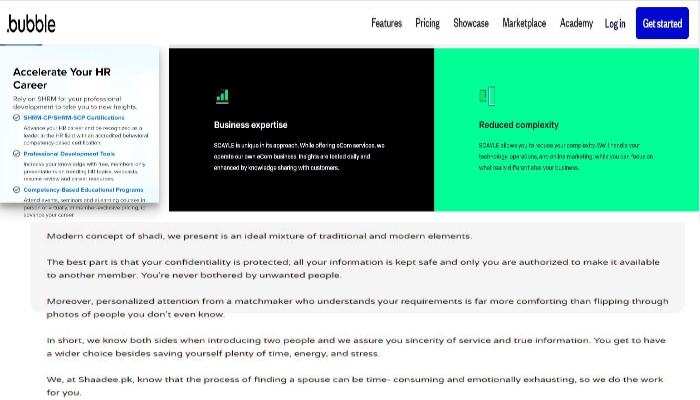 .bubble
Features Pricing Showcase Marketplace Academy Log in Get started
Accelerate Your HR
Career
Rely on SHRM for your professional
development to take you to new heights.
SHRM-CP/SHRM-SCP Certifications
Advance your HR career and be recognized as a
leader in the HR field with an accredited behavioral
competency-based certification.
Professional Development Tools
Increase your knowledge with free, members-only
presentations on trending HR topics, webcasts,
resume review and career resources.
Competency-Based Educational Programs
Attend events, seminars and eLearning courses in
person or virtually, at member-exclusive pricing, to
advance your career
Business expertise
SCAYLE is unique in its approach. While offering eCom services, we
operate our own eCom business. Insights are tested daily and
enhanced by knowledge sharing with customers.
Reduced complexity
SCAYLE allows you to reduce your complexity. We'll handle your
technology, operations, and online marketing, while you can focus on
what really differentiates your business.
Modern concept of shadi, we present is an ideal mixture of traditional and modern elements.
The best part is that your confidentiality is protected; all your information is kept safe and only you are authorized to make it available
to another member. You're never bothered by unwanted people.
Moreover, personalized attention from a matchmaker who understands your requirements is far more comforting than flipping through
photos of people you don't even know.
In short, we know both sides when introducing two people and we assure you sincerity of service and true information. You get to have
a wider choice besides saving yourself plenty of time, energy, and stress.
We, at Shaadee.pk, know that the process of finding a spouse can be time- consuming and emotionally exhausting, so we do the work
for you.